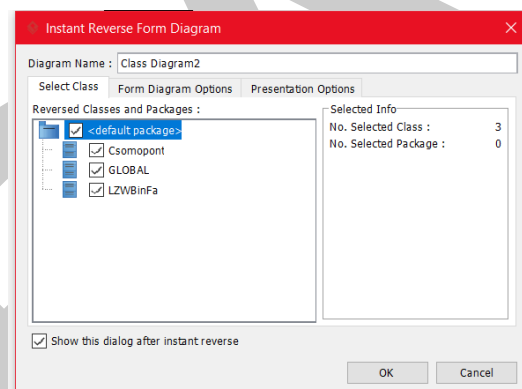 Instant Reverse Form Diagram
Diagram Name : Class Diagram2
Select Class Form Diagram Options Presentation Options
Reversed Classes and Packages :
<default package>
Csomopont
GLOBAL
LZWBinFa
Selected Info
No. Selected Class : 3
No. Selected Package : 0
Show this dialog after instant reverse
OK Cancel